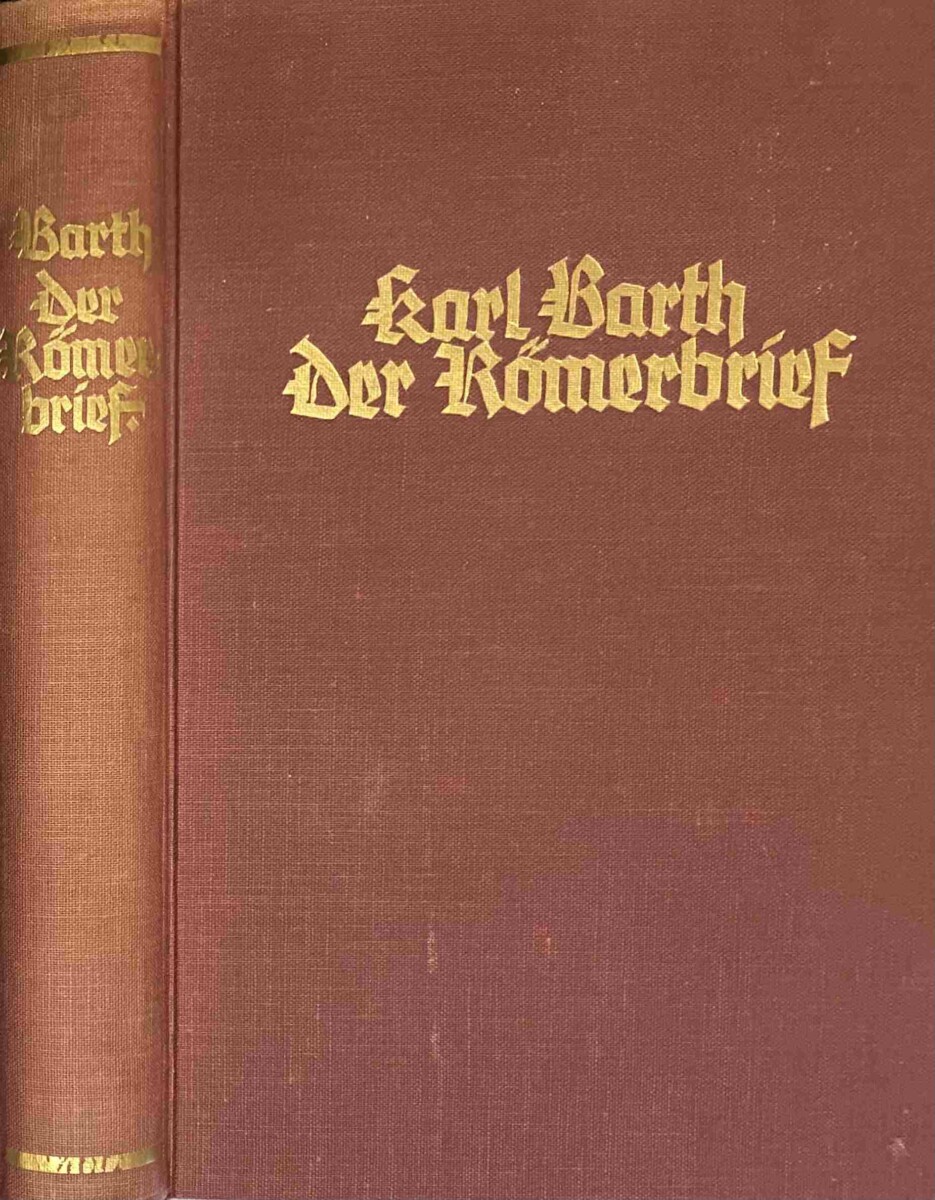 Barth
Der
Römer-
brief.
Karl Barth
Der Römerbrief